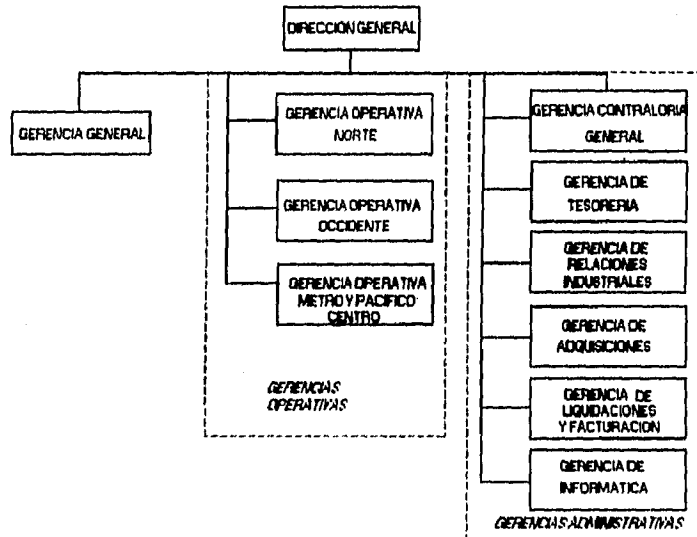 DIRECCION GENERAL
GERENCIA GENERAL
GERENCIA OPERATIVA
NORTE
GERENCIA OPERATIVA
OCCIDENTE
GERENCIA OPERATIVA
METRO Y PACIFICO
CENTRO
GERENCIAS
OPERATIVAS
GERENCIA CONTRALORIA
GENERAL
GERENCIA DE
TESORERIA
GERENCIA DE
RELACIONES
INDUSTRIALES
GERENCIA DE
ADQUISICIONES
GERENCIA DE
LIQUIDACIONES
Y FACTURACION
GERENCIA DE
INFORMATICA
GERENCIAS ADMINISTRATIVAS